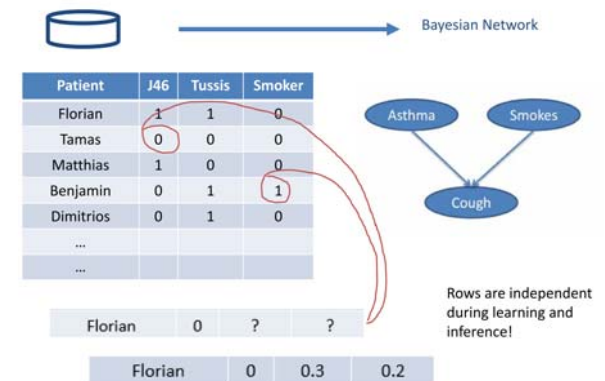 Bayesian Network
Patient J46 Tussis Smoker
Florian 1 1 0
Tamas 0 0 0
Matthias 1 0 0
Benjamin 0 1 1
Dimitrios 0 1 0
...
...
Asthma Smokes
Cough
Rows are independent
during learning and
inference!
Florian 0 ? ?
Florian 0 0.3 0.2